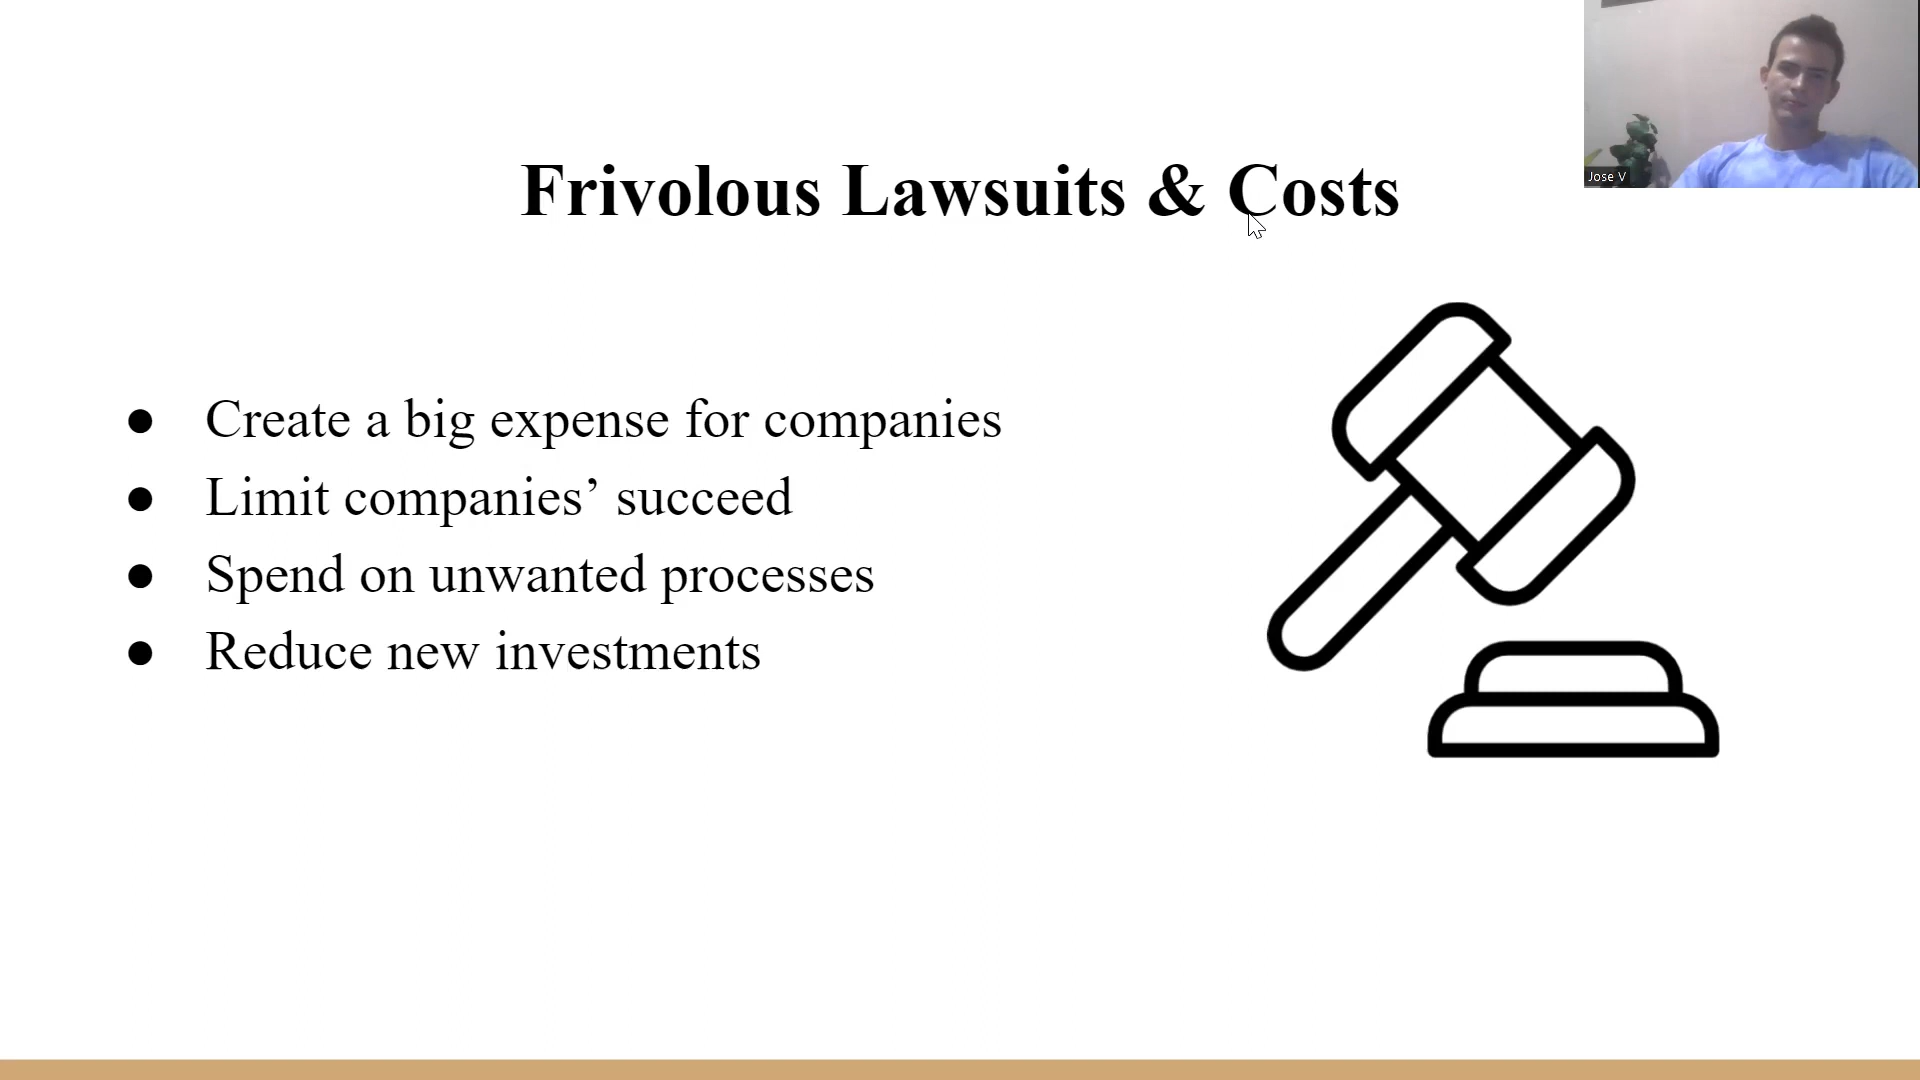 Frivolous Lawsuits & Costs
● Create a big expense for companies
● Limit companies’ succeed
● Spend on unwanted processes
● Reduce new investments
Jose V